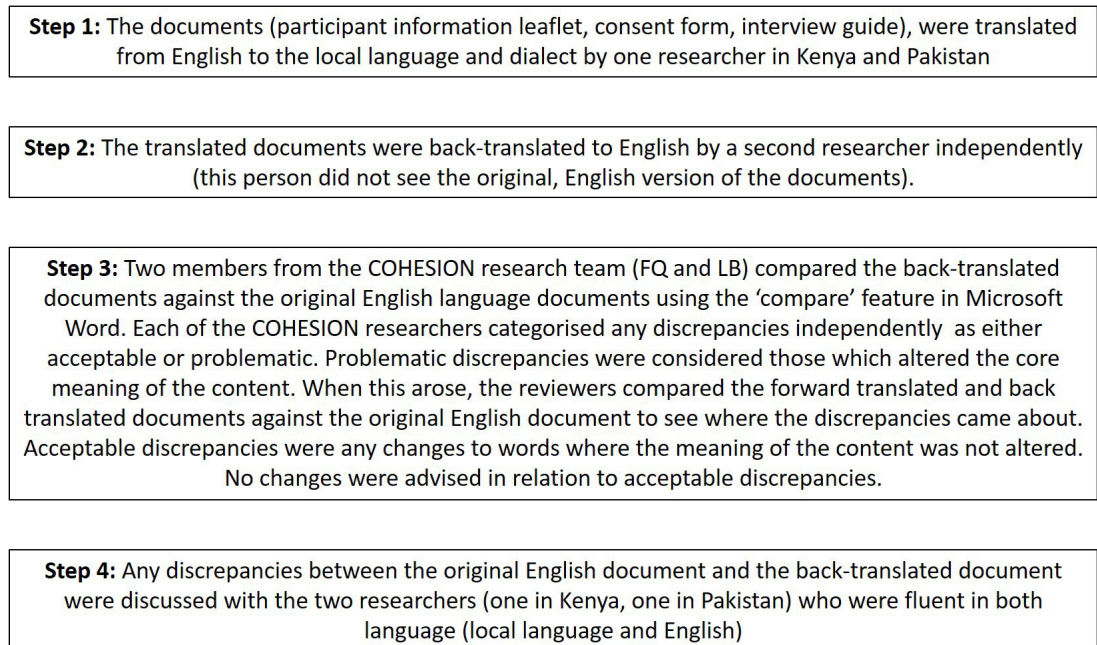 Step 1: The documents (participant information leaflet, consent form, interview guide), were translated
from English to the local language and dialect by one researcher in Kenya and Pakistan
Step 2: The translated documents were back-translated to English by a second researcher independently
(this person did not see the original, English version of the documents).
Step 3: Two members from the COHESION research team (FQ and LB) compared the back-translated
documents against the original English language documents using the ‘compare’ feature in Microsoft
Word. Each of the COHESION researchers categorised any discrepancies independently  as either
acceptable or problematic. Problematic discrepancies were considered those which altered the core
meaning of the content. When this arose, the reviewers compared the forward translated and back
translated documents against the original English document to see where the discrepancies came about.
Acceptable discrepancies were any changes to words where the meaning of the content was not altered.
No changes were advised in relation to acceptable discrepancies.
Step 4: Any discrepancies between the original English document and the back-translated document
were discussed with the two researchers (one in Kenya, one in Pakistan) who were fluent in both
language (local language and English)